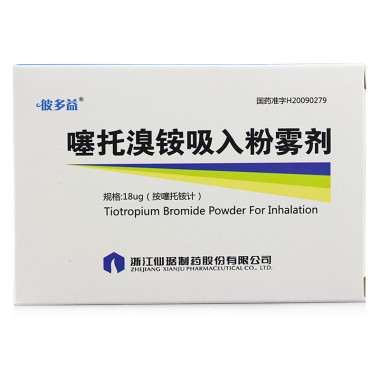 彼多益®
国药准字H20090279
噻托溴铵吸入粉雾剂
规格:18ug（按噻托铵计）
Tiotropium Bromide Powder For Inhalation
浙江仙琚制药股份有限公司
ZHEJIANG XIANJU PHARMACEUTICAL CO., LTD.